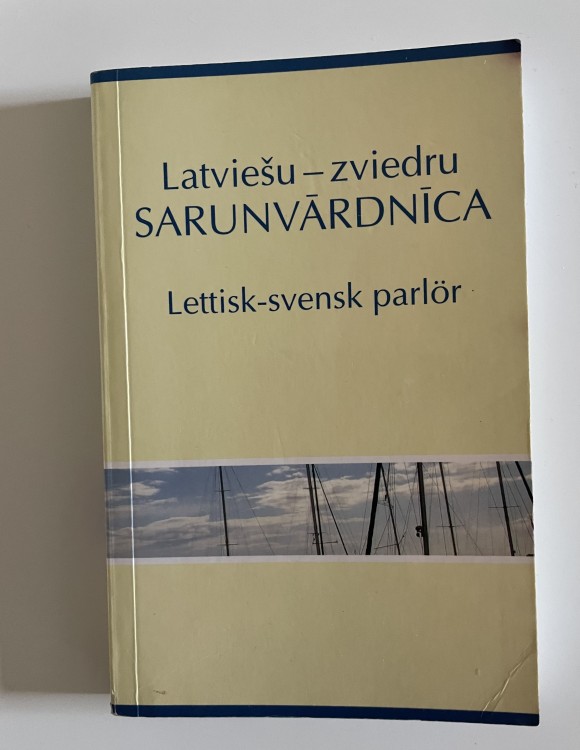 Latviešu – zviedru
SARUNVĀRDNĪCA
Lettisk-svensk parlör